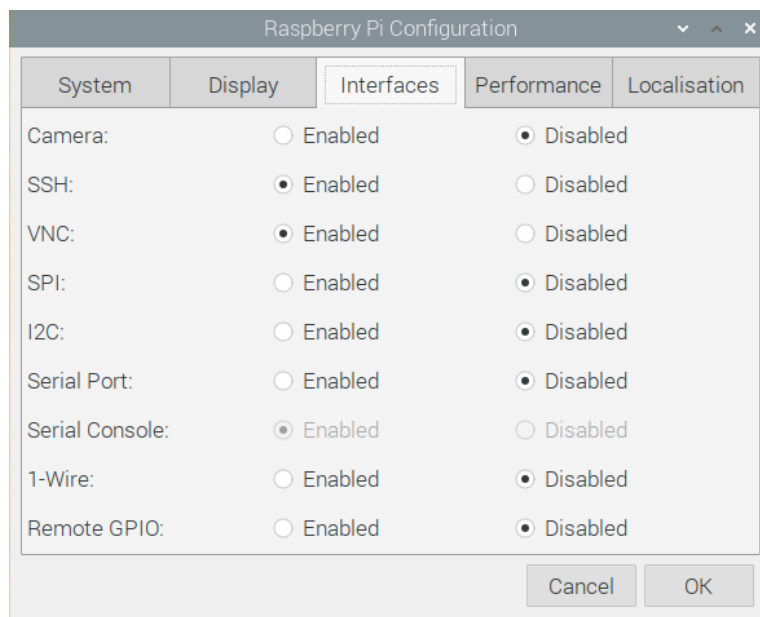 Raspberry Pi Configuration
System Display Interfaces Performance Localisation
Camera: Enabled Disabled
SSH: Enabled Disabled
VNC: Enabled Disabled
SPI: Enabled Disabled
I2C: Enabled Disabled
Serial Port: Enabled Disabled
Serial Console: Enabled Disabled
1-Wire: Enabled Disabled
Remote GPIO: Enabled Disabled
Cancel OK